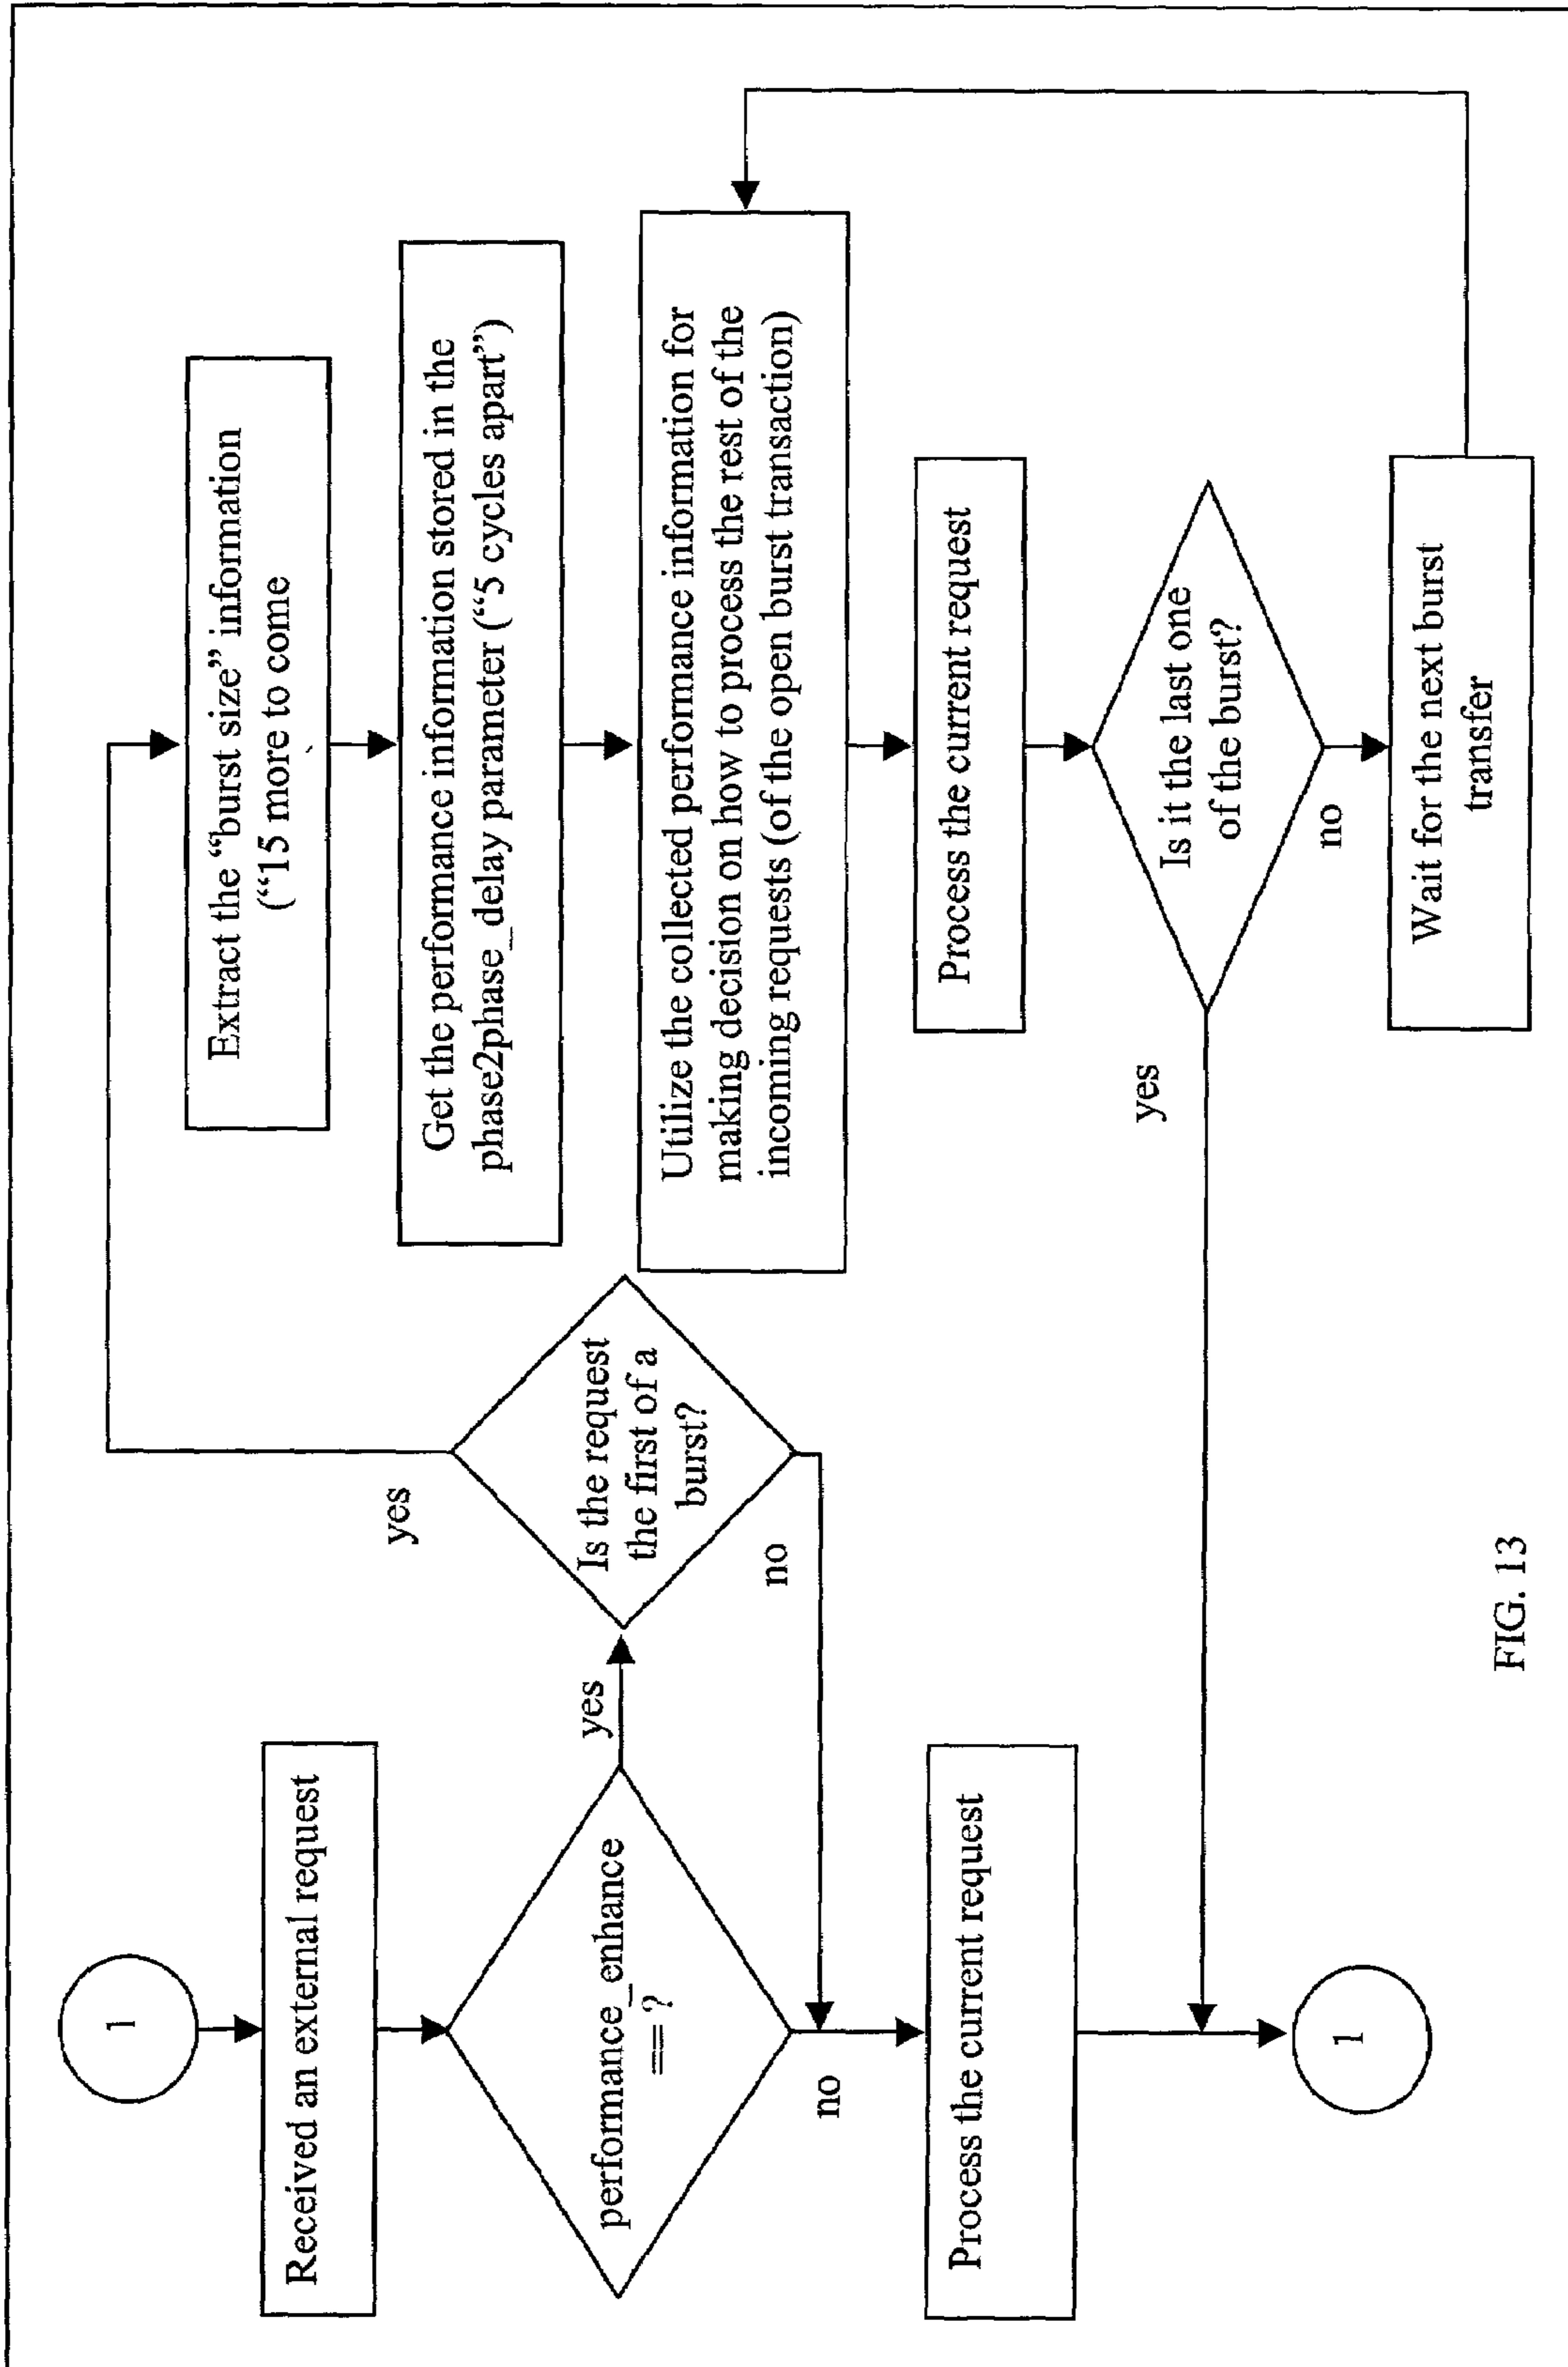 1
Received an external request
performance_enhance
== ?
yes
no
Process the current request
1
Is the request
the first of a
burst?
yes
no
Extract the “burst size” information
(“15 more to come
Get the performance information stored in the
phase2phase_delay parameter (“5 cycles apart”)
Utilize the collected performance information for
making decision on how to process the rest of the
incoming requests (of the open burst transaction)
Process the current request
Is it the last one
of the burst?
yes
no
Wait for the next burst
transfer
FIG. 13